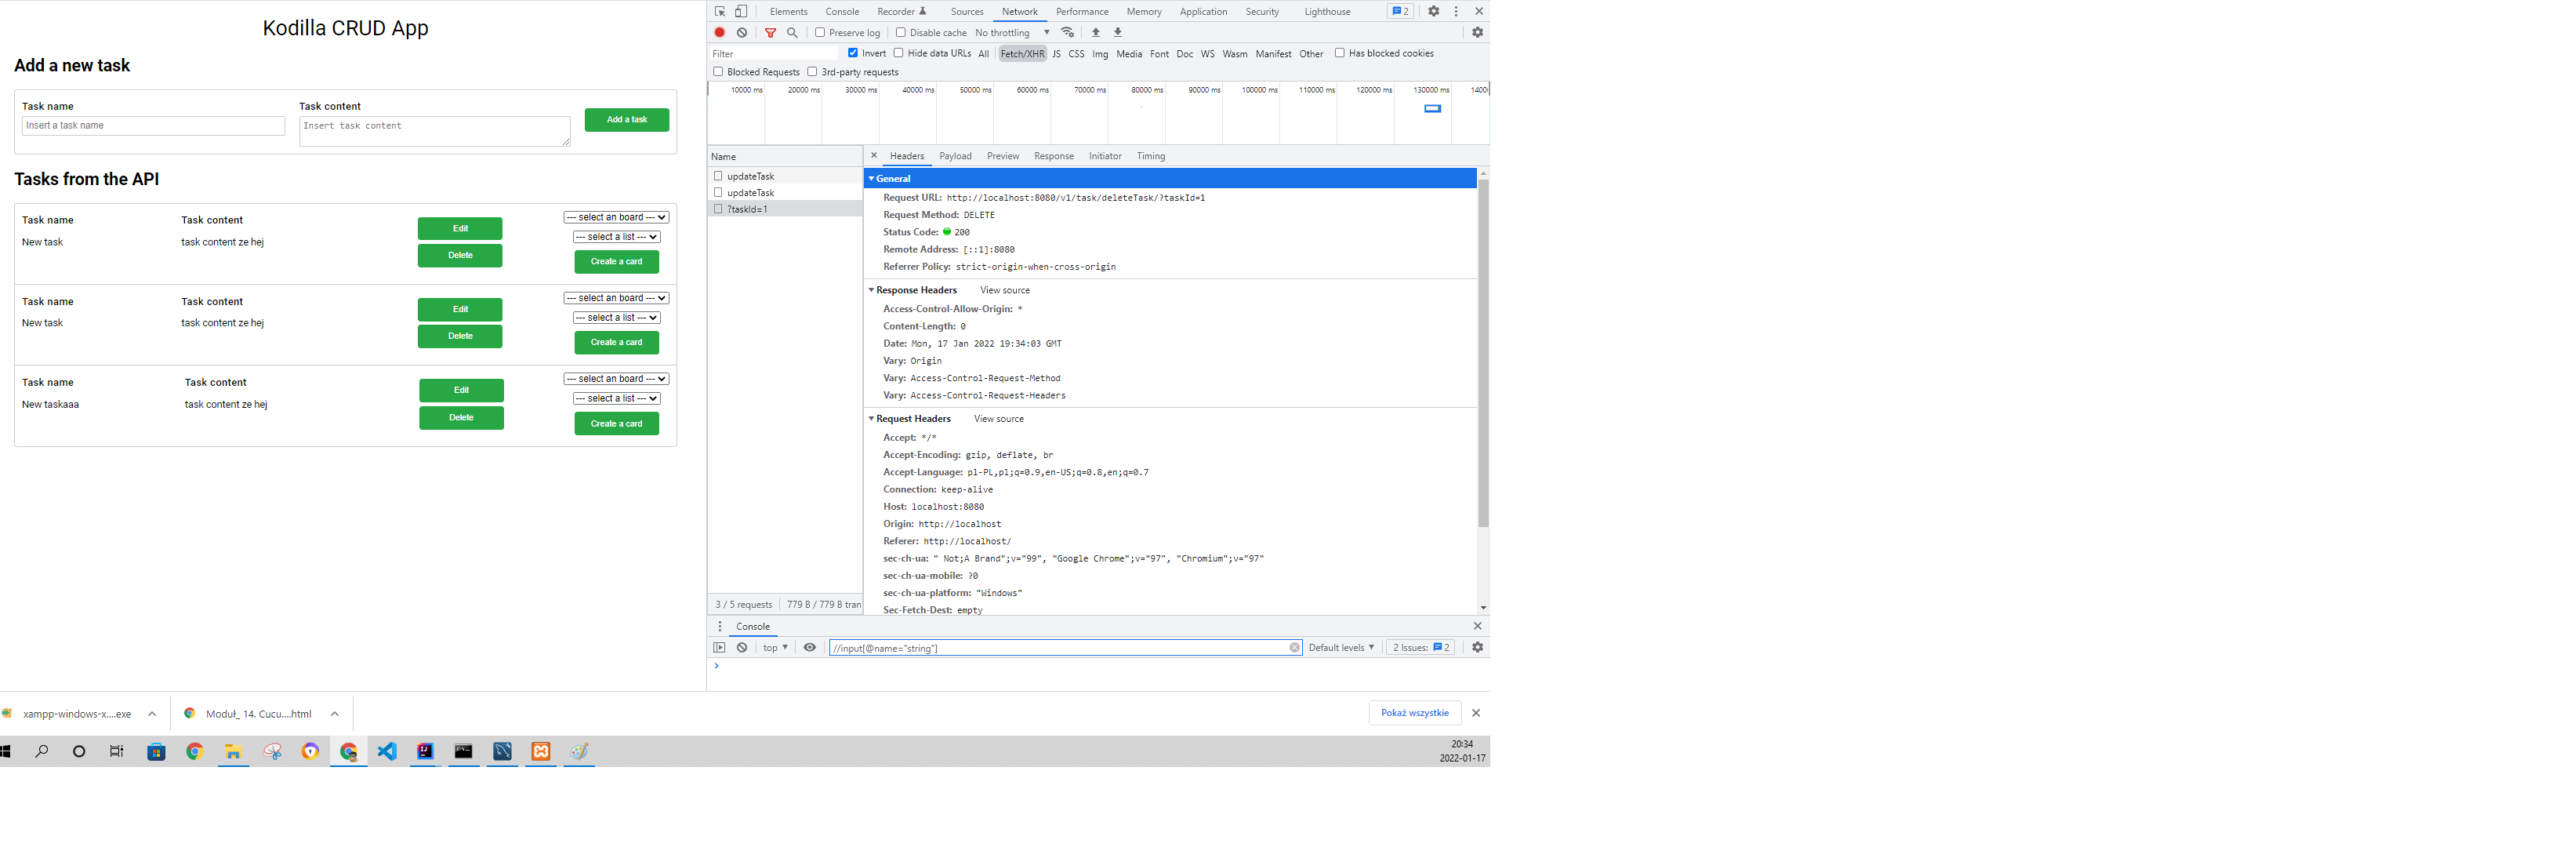 Kodilla CRUD App
Add a new task
Task name
Task content
Insert a task name
Insert task content
Add a task
Tasks from the API
Task name
Task content
New task
task content ze hej
Edit
Delete
--- select an board ---
--- select a list ---
Create a card
Task name
Task content
New task
task content ze hej
Edit
Delete
--- select an board ---
--- select a list ---
Create a card
Task name
Task content
New taskaaa
task content ze hej
Edit
Delete
--- select an board ---
--- select a list ---
Create a card
Elements Console Recorder Sources Network Performance Memory Application Security Lighthouse 2
Preserve log Disable cache No throttling
Filter Invert Hide data URLs All Fetch/XHR JS CSS Img Media Font Doc WS Wasm Manifest Other Has blocked cookies
Blocked Requests 3rd-party requests
10000 ms 20000 ms 30000 ms 40000 ms 50000 ms 60000 ms 70000 ms 80000 ms 90000 ms 100000 ms 110000 ms 120000 ms 130000 ms 1400
Name
updateTask
updateTask
?taskId=1
3 / 5 requests 779 B / 779 B tran
Headers Payload Preview Response Initiator Timing
General
Request URL: http://localhost:8080/v1/task/deleteTask/?taskId=1
Request Method: DELETE
Status Code: 200
Remote Address: [::1]:8080
Referrer Policy: strict-origin-when-cross-origin
Response Headers View source
Access-Control-Allow-Origin: *
Content-Length: 0
Date: Mon, 17 Jan 2022 19:34:03 GMT
Vary: Origin
Vary: Access-Control-Request-Method
Vary: Access-Control-Request-Headers
Request Headers View source
Accept: */*
Accept-Encoding: gzip, deflate, br
Accept-Language: pl-PL,pl;q=0.9,en-US;q=0.8,en;q=0.7
Connection: keep-alive
Host: localhost:8080
Origin: http://localhost
Referer: http://localhost/
sec-ch-ua: " Not;A Brand";v="99", "Google Chrome";v="97", "Chromium";v="97"
sec-ch-ua-mobile: ?0
sec-ch-ua-platform: "Windows"
Sec-Fetch-Dest: empty
Console
top //input[@name="string"] Default levels 2 Issues: 2
xampp-windows-x....exe
Moduł_ 14. Cucu....html
Pokaż wszystkie
20:34
2022-01-17